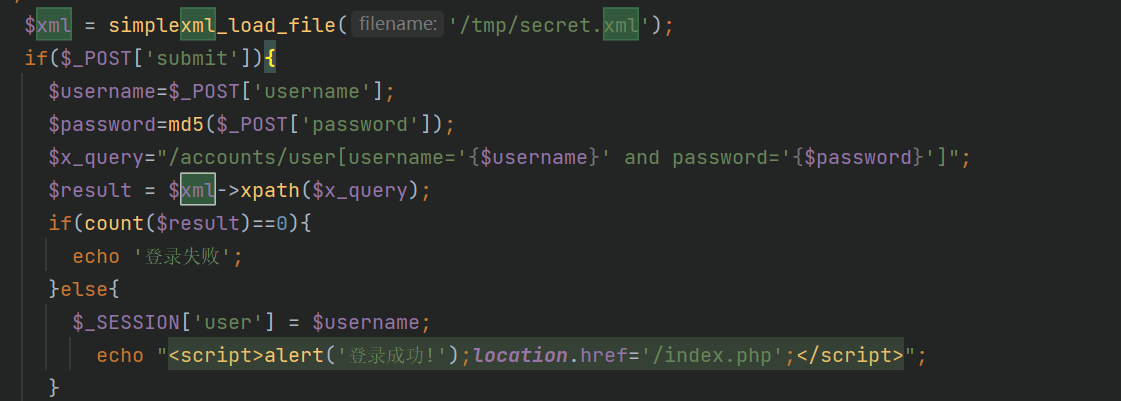 $xml = simplexml_load_file( filename: '/tmp/secret.xml');
if($_POST['submit']){
$username=$_POST['username'];
$password=md5($_POST['password']);
$x_query="/accounts/user[username='{$username}' and password='{$password}']";
$result = $xml->xpath($x_query);
if(count($result)==0){
echo '登录失败';
}else{
$_SESSION['user'] = $username;
echo "<script>alert('登录成功!');location.href='/index.php';</script>";
}